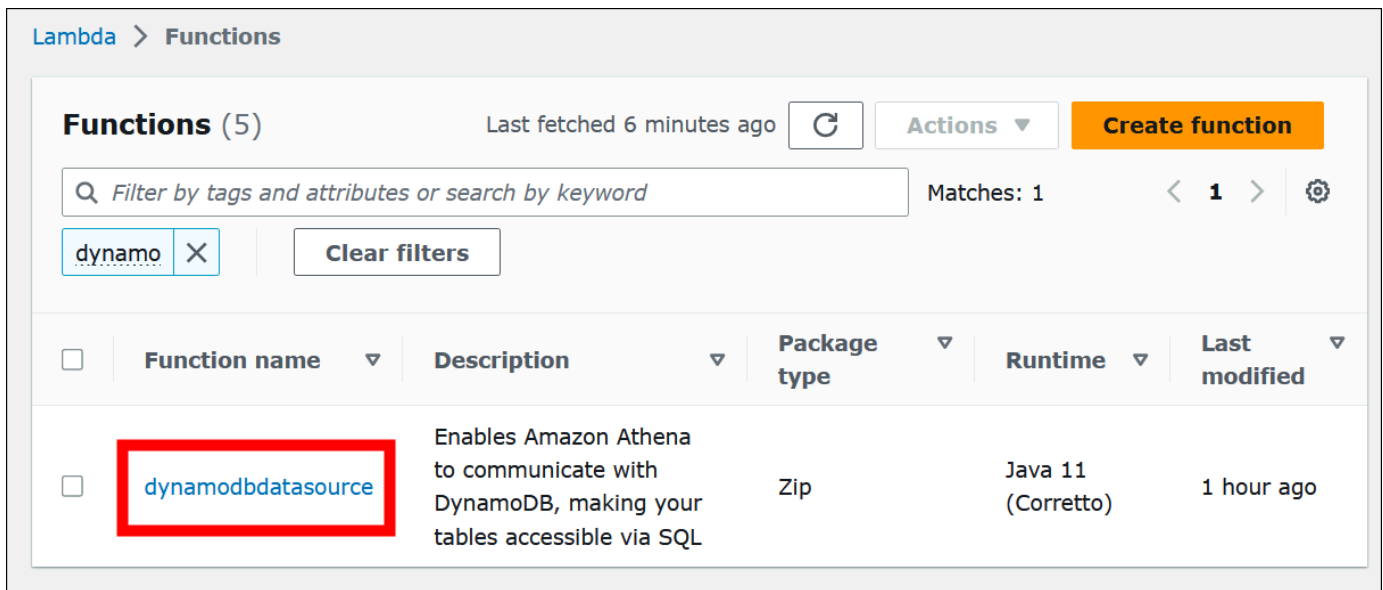 Lambda > Functions
Functions (5)
Last fetched 6 minutes ago
Actions
Create function
Filter by tags and attributes or search by keyword
Matches: 1
< 1 >
dynamo
Clear filters
Function name
Description
Package
type
Runtime
Last
modified
dynamodbdatasource
Enables Amazon Athena
to communicate with
DynamoDB, making your
tables accessible via SQL
Zip
Java 11
(Corretto)
1 hour ago